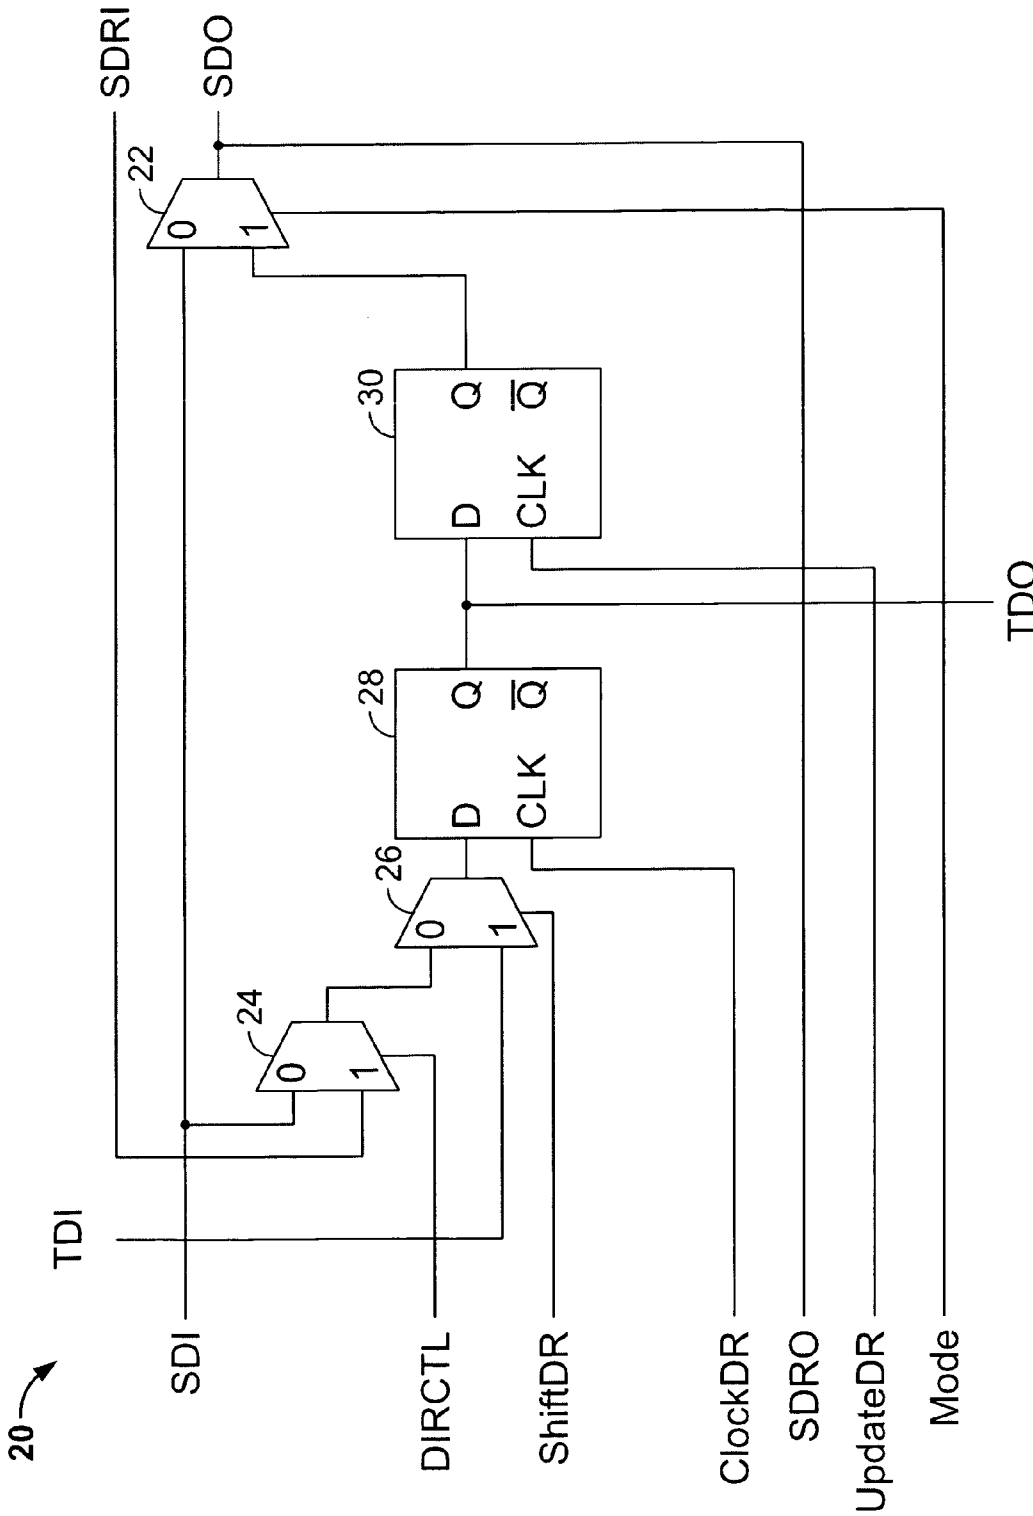 20
TDI
SDI
DIRCTL
ShiftDR
ClockDR
SDRO
UpdateDR
Mode
24
0
1
26
0
1
28
D
Q
CLK
Q̅
TDO
30
D
Q
CLK
Q̅
22
0
1
SDRI
SDO